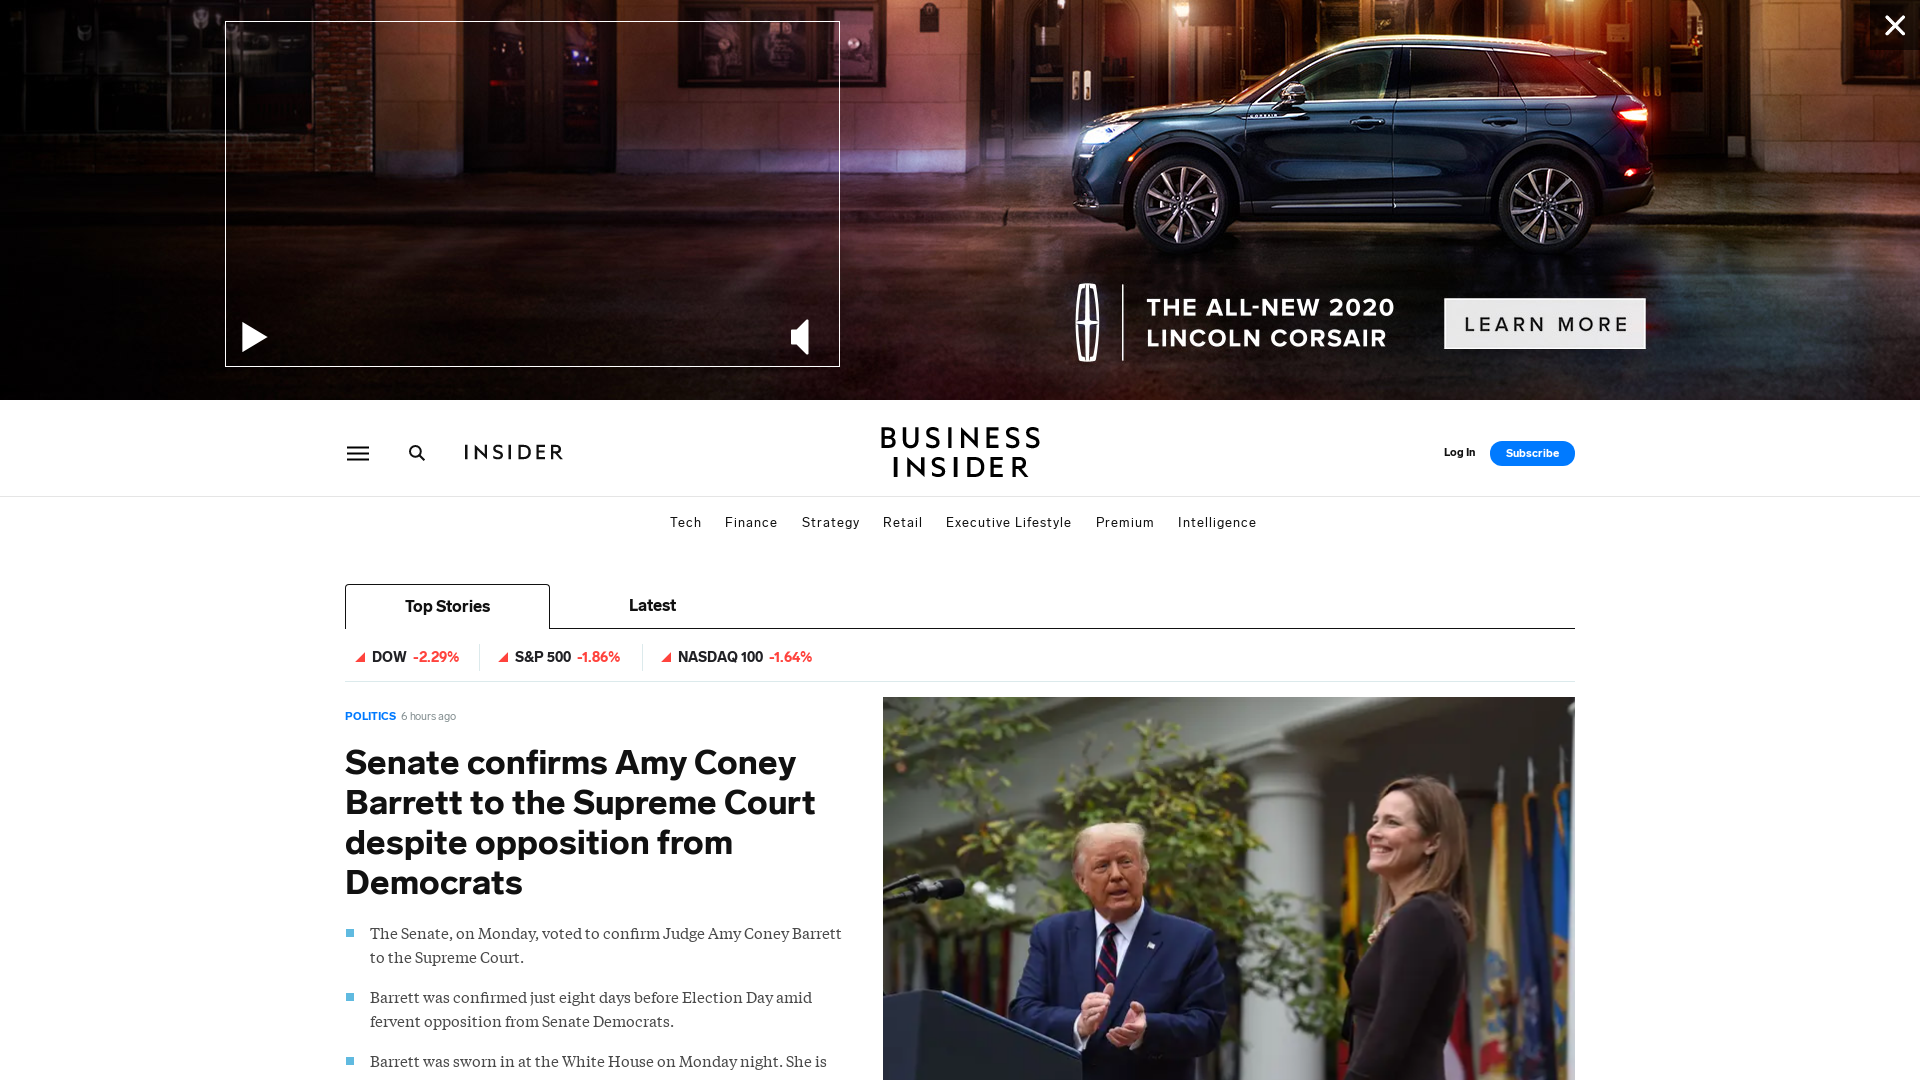 THE ALL-NEW 2020
LINCOLN CORSAIR
LEARN MORE
INSIDER
BUSINESS
INSIDER
Log In
Subscribe
Tech
Finance
Strategy
Retail
Executive Lifestyle
Premium
Intelligence
Top Stories
Latest
DOW -2.29%
S&P 500 -1.86%
NASDAQ 100 -1.64%
POLITICS 6 hours ago
Senate confirms Amy Coney
Barrett to the Supreme Court
despite opposition from
Democrats
The Senate, on Monday, voted to confirm Judge Amy Coney Barrett
to the Supreme Court.
Barrett was confirmed just eight days before Election Day amid
fervent opposition from Senate Democrats.
Barrett was sworn in at the White House on Monday night. She is